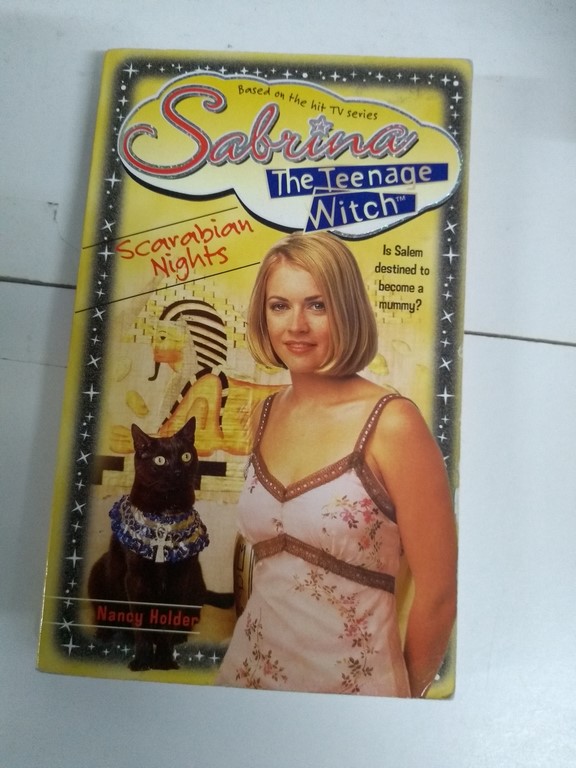 Based on the hit TV series
Sabrina
The Teenage
Witch™
Scarabian
Nights
Is Salem
destined to
become a
mummy?
Nancy Holder